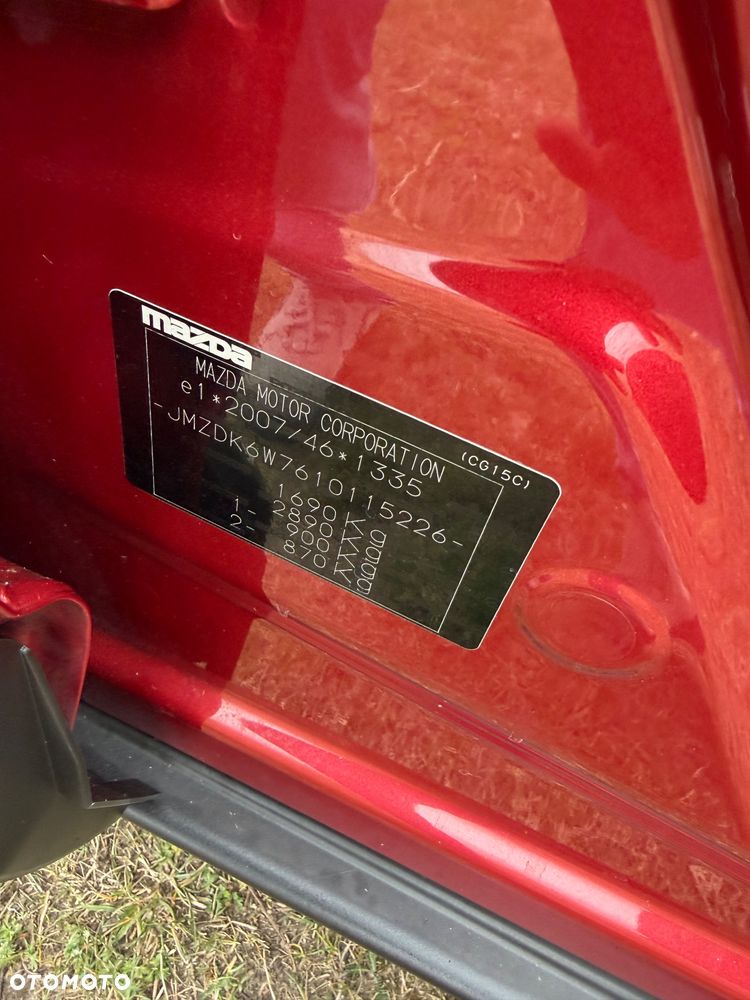 mazda
MAZDA MOTOR CORPORATION
(CG15C)
e1*2007/46*1335
-JMZDK6W7610115226-
1690 kg
2890 kg
1- 900 kg
2- 870 kg
OTOMOTO